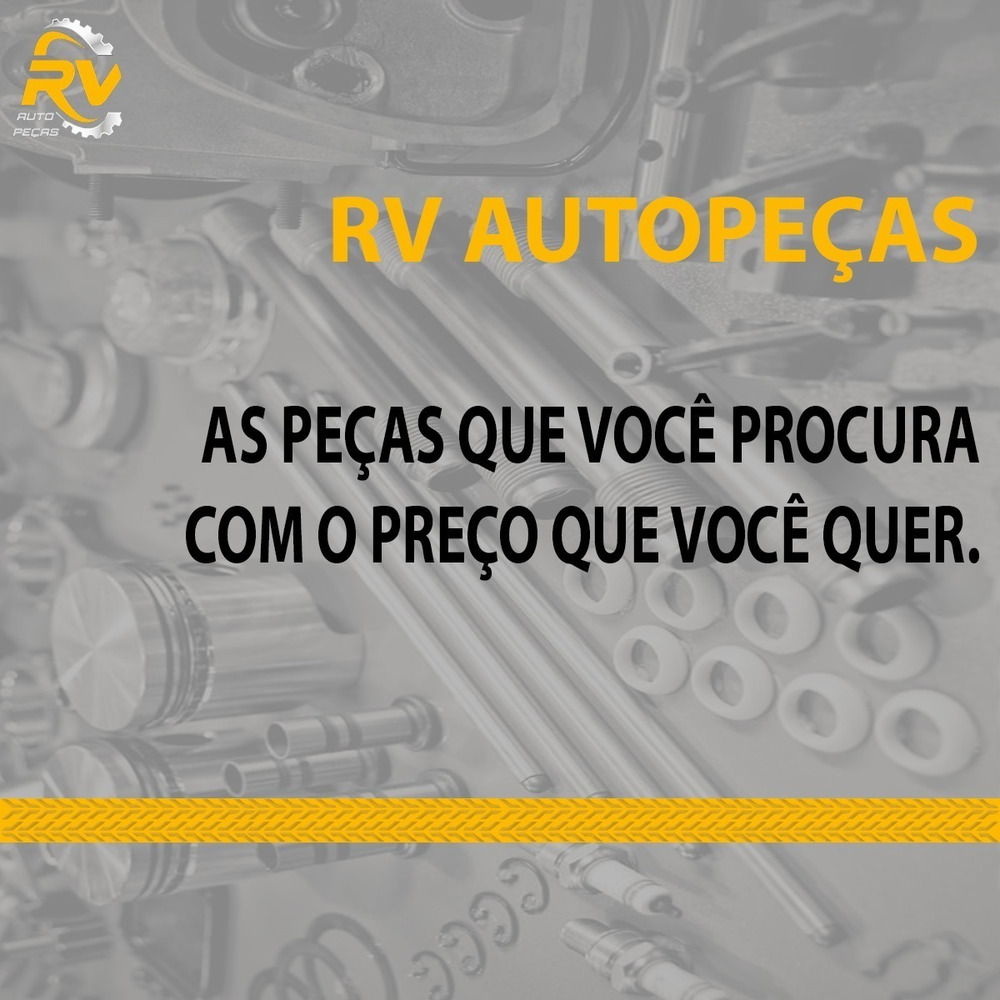 RV
AUTO
PEÇAS
RV AUTOPEÇAS
AS PEÇAS QUE VOCÊ PROCURA
COM O PREÇO QUE VOCÊ QUER.